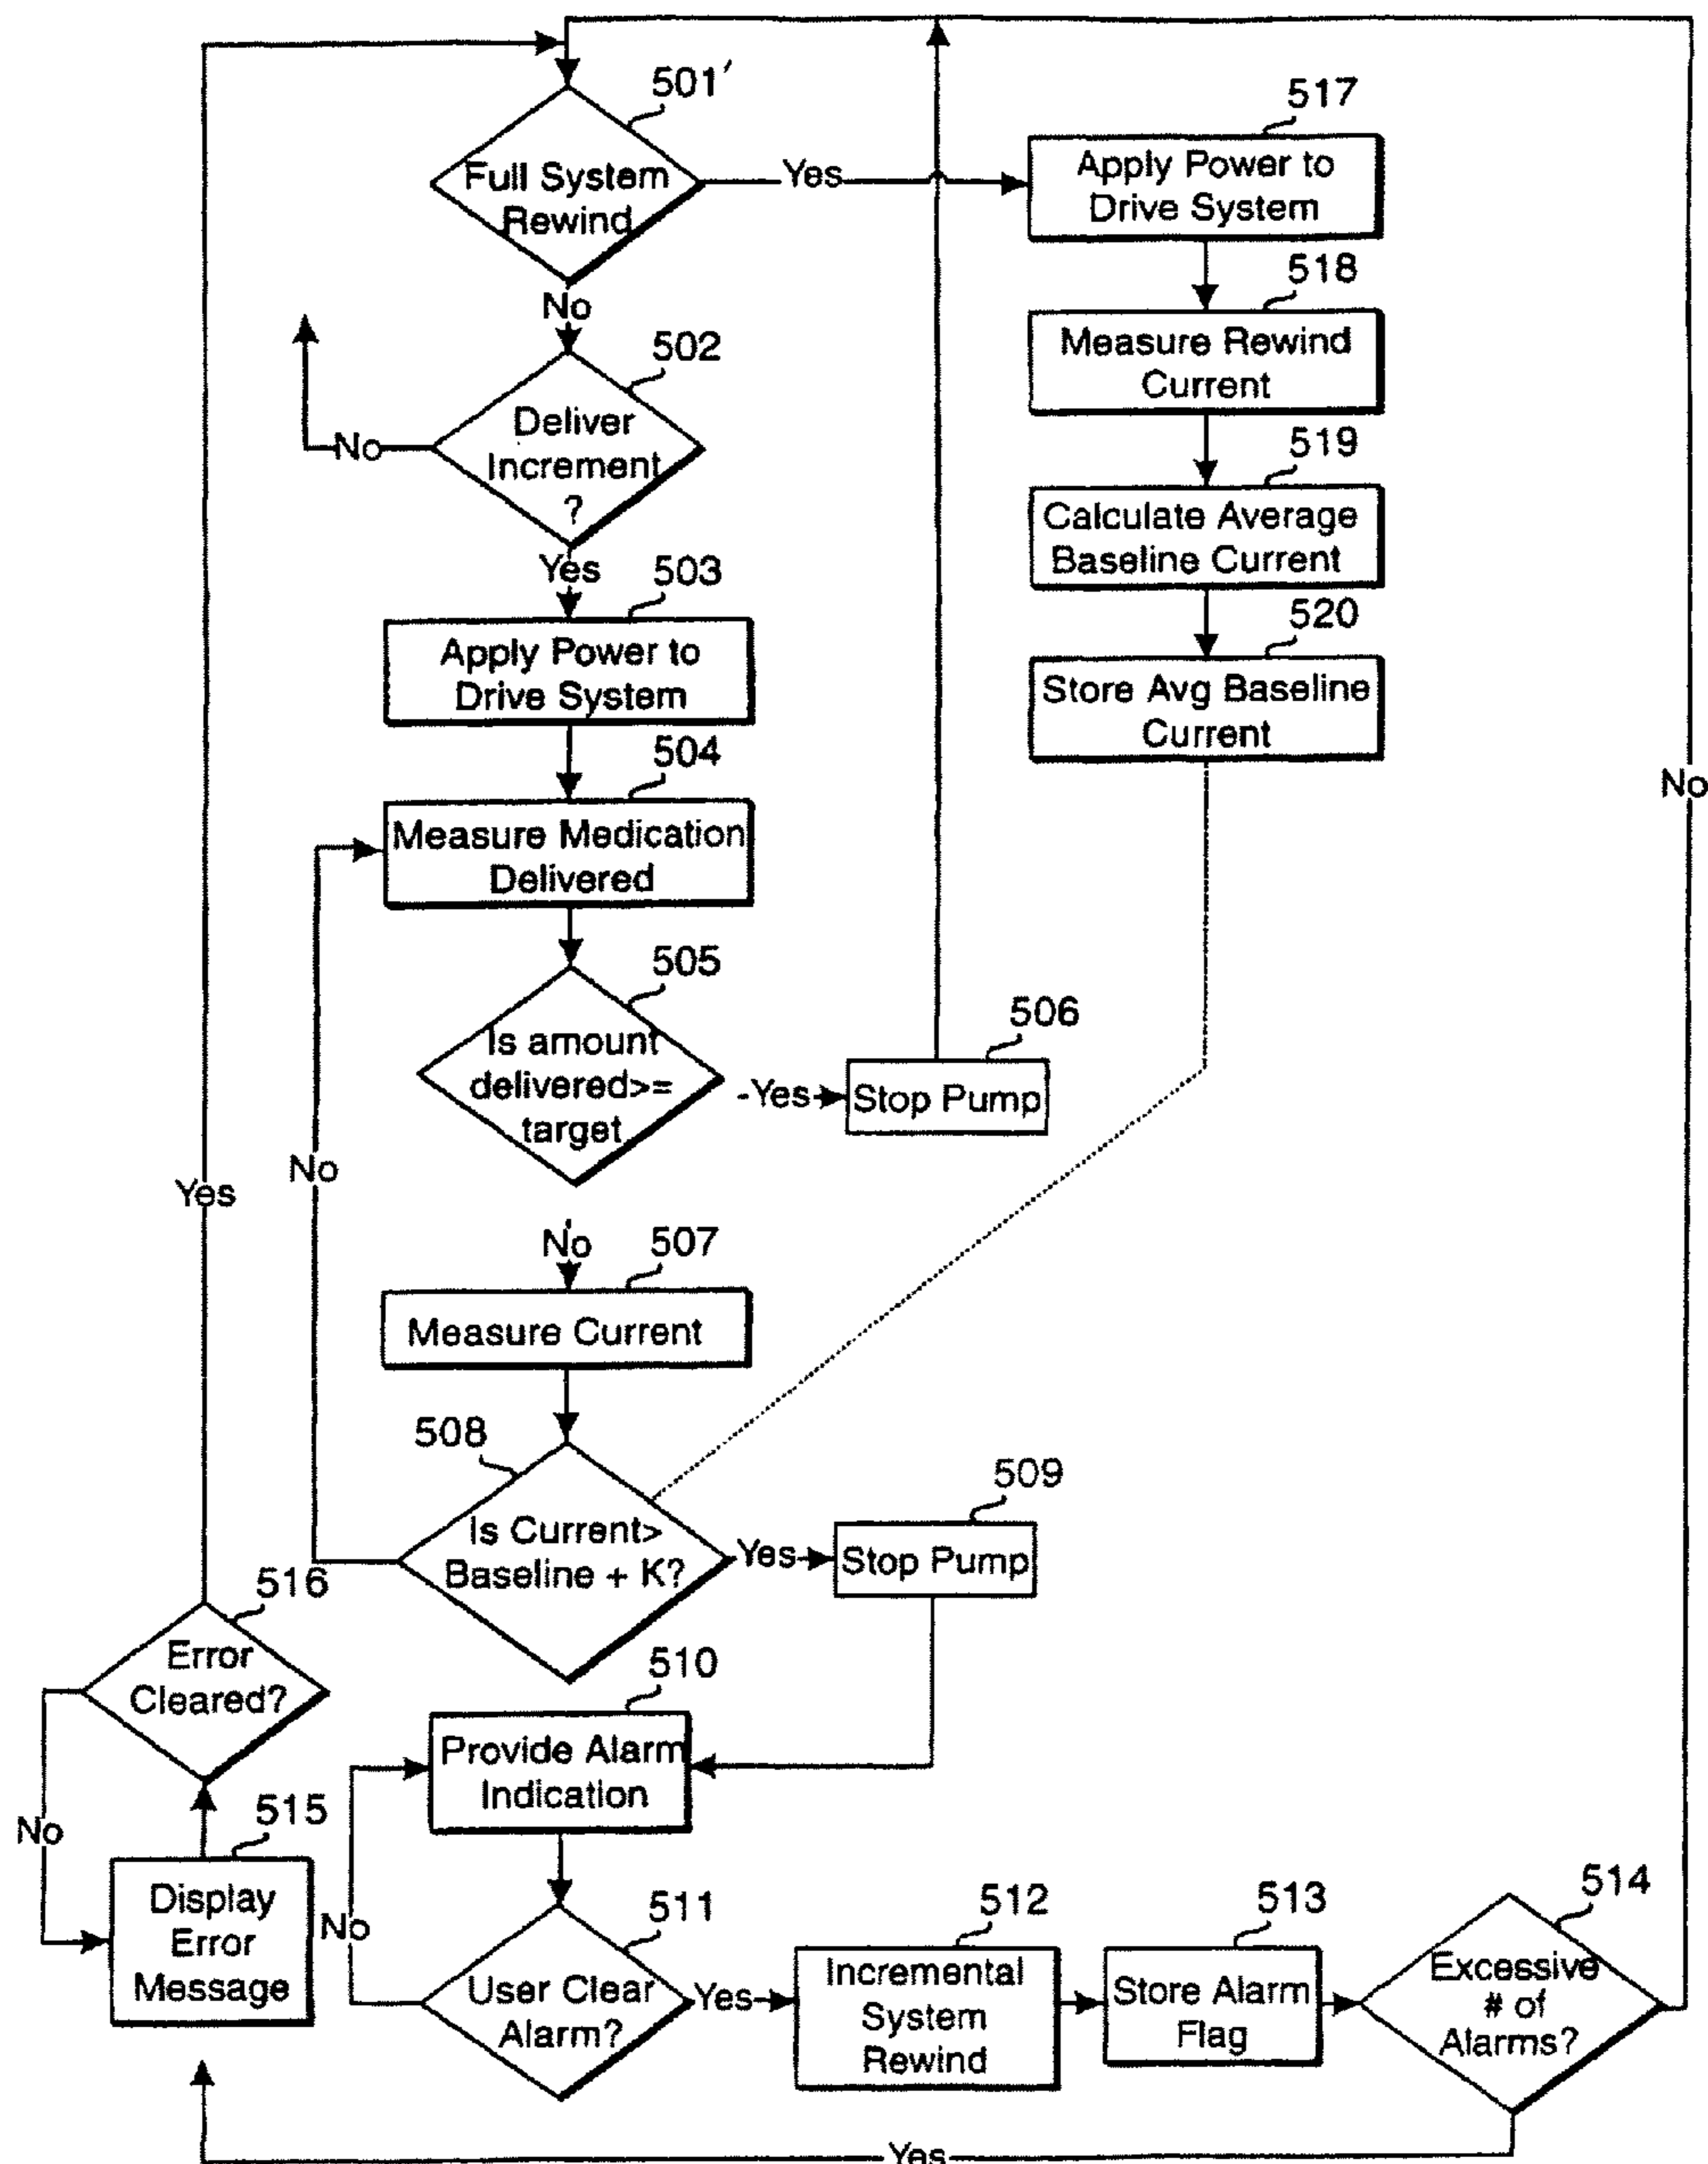 501'
Full System
Rewind
Yes
517
Apply Power to
Drive System
No
518
Measure Rewind
Current
502
Deliver
Increment
?
No
519
Calculate Average
Baseline Current
Yes
503
Apply Power to
Drive System
520
Store Avg Baseline
Current
504
Measure Medication
Delivered
No
505
Is amount
delivered>=
target
Yes
506
Stop Pump
No
Yes
No
507
Measure Current
508
Is Current>
Baseline + K?
Yes
509
Stop Pump
516
Error
Cleared?
510
Provide Alarm
Indication
No
515
Display
Error
Message
No
511
User Clear
Alarm?
Yes
512
Incremental
System
Rewind
513
Store Alarm
Flag
514
Excessive
# of
Alarms?
Yes